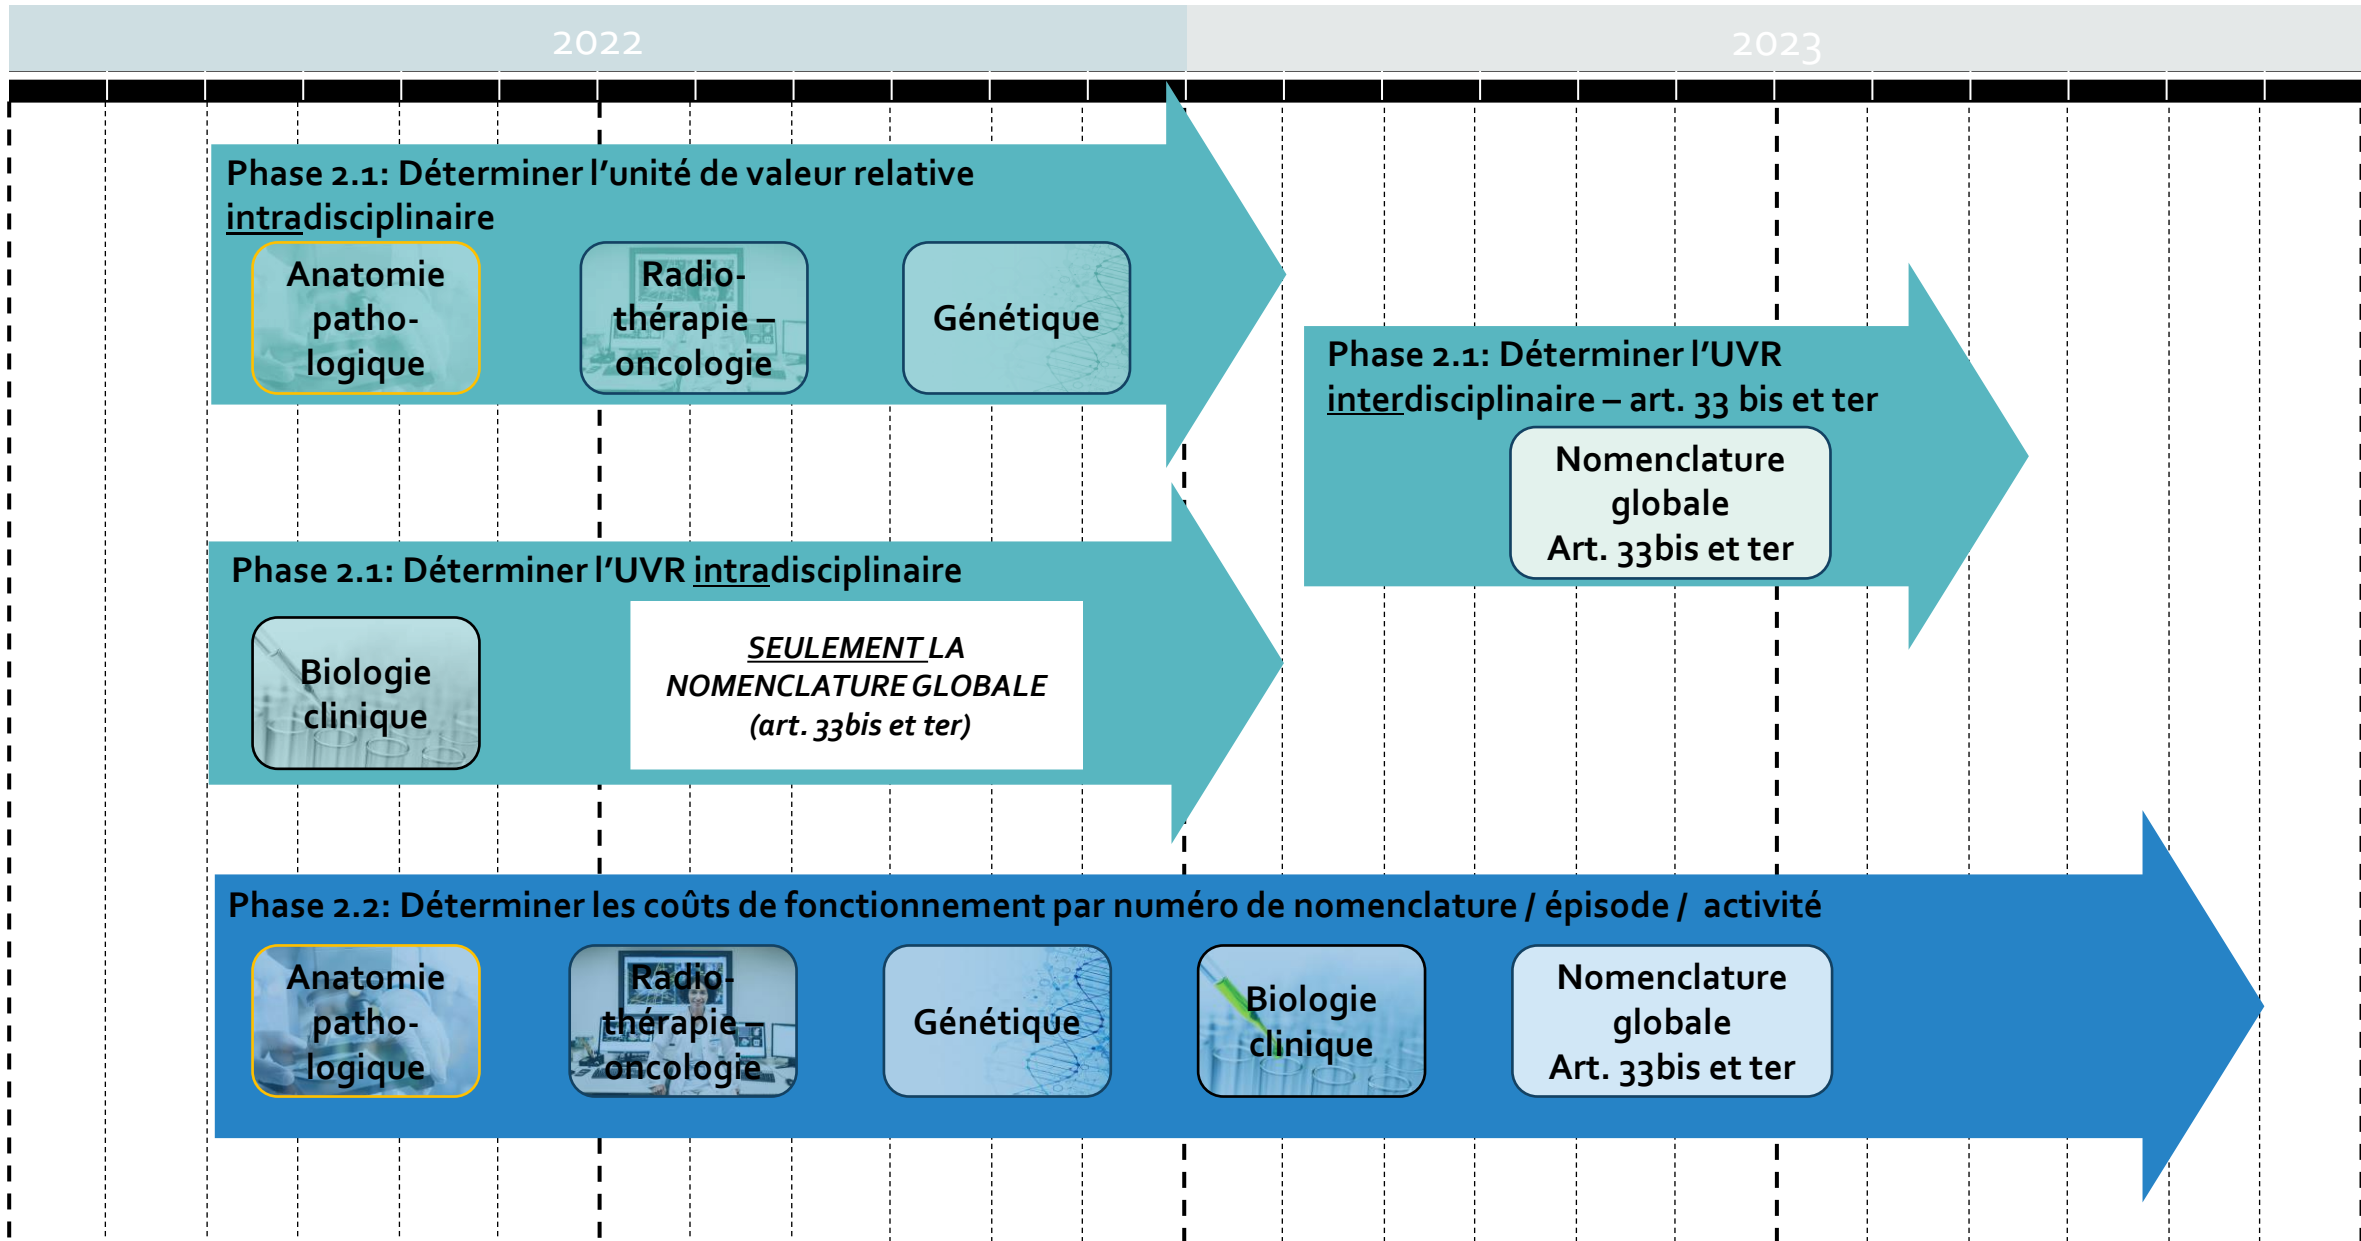 2022
2023
Phase 2.1: Déterminer l’unité de valeur relative
intradisciplinaire
Anatomie
patho-
logique
Radio-
thérapie –
oncologie
Génétique
Phase 2.1: Déterminer l’UVR
interdisciplinaire – art. 33 bis et ter
Nomenclature
globale
Art. 33bis et ter
Phase 2.1: Déterminer l’UVR intradisciplinaire
Biologie
clinique
SEULEMENT LA
NOMENCLATURE GLOBALE
(art. 33bis et ter)
Phase 2.2: Déterminer les coûts de fonctionnement par numéro de nomenclature / épisode / activité
Anatomie
patho-
logique
Radio-
thérapie
oncologie
Génétique
Biologie
clinique
Nomenclature
globale
Art. 33bis et ter